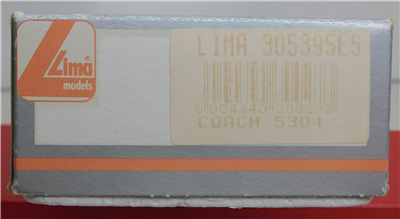 Lima®
models
LIMA 305395ES
COACH 5304